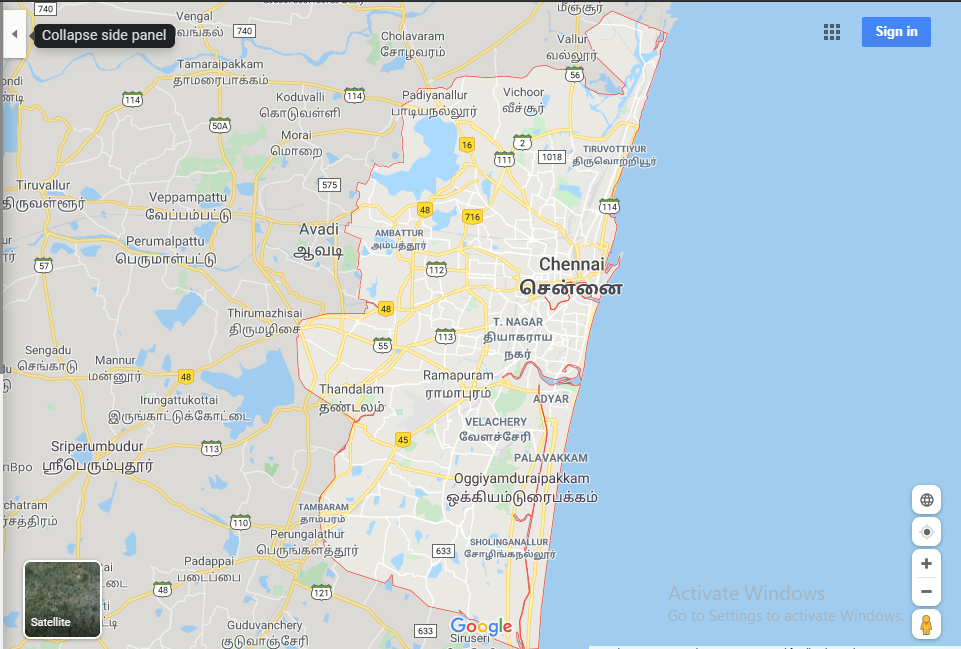 740
Vengal
740
Collapse side panel
Cholavaram
சோழவரம்
Vallur
வல்லூர்
56
Sign in
Tamaraipakkam
தாமரைபாக்கம்
114
50A
Koduvalli
கொடுவள்ளி
114
Padiyanallur
பாடியநல்லூர்
Vichoor
வீச்சூர்
Morai
மொறை
16
2
111
1018
TIRUVOTTIYUR
திருவொற்றியூர்
Tiruvallur
திருவள்ளூர்
575
Veppampattu
வேப்பம்பட்டு
48
716
114
Avadi
ஆவடி
AMBATTUR
அம்பத்தூர்
Perumalpattu
பெருமாள்பட்டு
57
112
Chennai
சென்னை
Thirumazhisai
திருமழிசை
48
T. NAGAR
தியாகராய
நகர்
113
55
Sengadu
செங்காடு
Mannur
மண்ணூர்
48
Ramapuram
ராமாபுரம்
Thandalam
தண்டலம்
Irungattukottai
இருங்காட்டுக்கோட்டை
ADYAR
VELACHERY
வேளச்சேரி
45
Sriperumbudur
ஸ்ரீபெரும்புதூர்
113
PALAVAKKAM
Oggiyamduraipakkam
ஒக்கியம்டுரைபக்கம்
TAMBARAM
தாம்பரம்
110
Perungalathur
பெருங்களத்தூர்
SHOLINGANALLUR
சோழிங்கநல்லூர்
633
Padappai
படைப்பை
48
121
Satellite
Guduvanchery
குடுவாஞ்சேரி
633
Google
Siruseri
Activate Windows
Go to Settings to activate Windows.